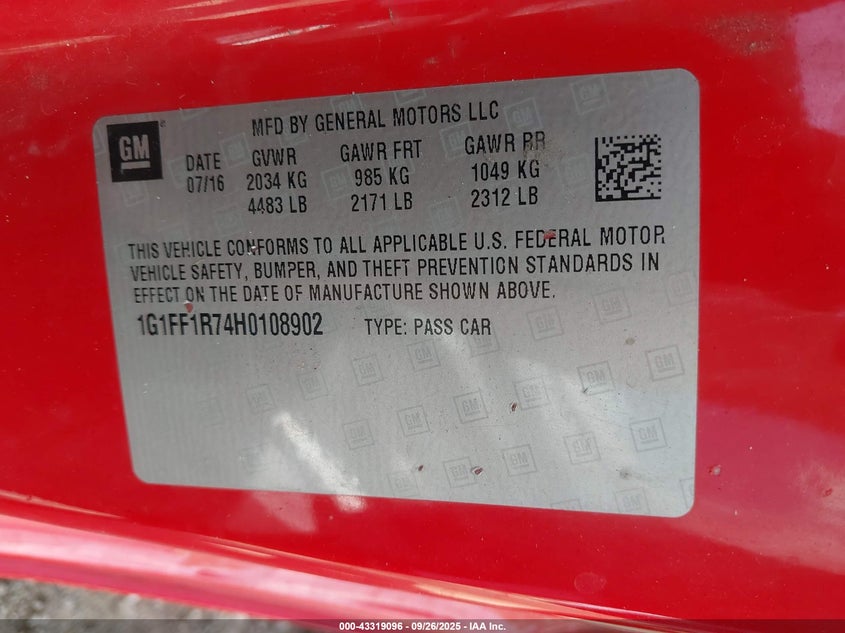 GM
MFD BY GENERAL MOTORS LLC
DATE GVWR GAWR FRT GAWR RR
07/16 2034 KG 985 KG 1049 KG
4483 LB 2171 LB 2312 LB
THIS VEHICLE CONFORMS TO ALL APPLICABLE U.S. FEDERAL MOTOR
VEHICLE SAFETY, BUMPER, AND THEFT PREVENTION STANDARDS IN
EFFECT ON THE DATE OF MANUFACTURE SHOWN ABOVE.
1G1FF1R74H0108902 TYPE: PASS CAR
000-43319096 - 09/26/2025 - IAA Inc.